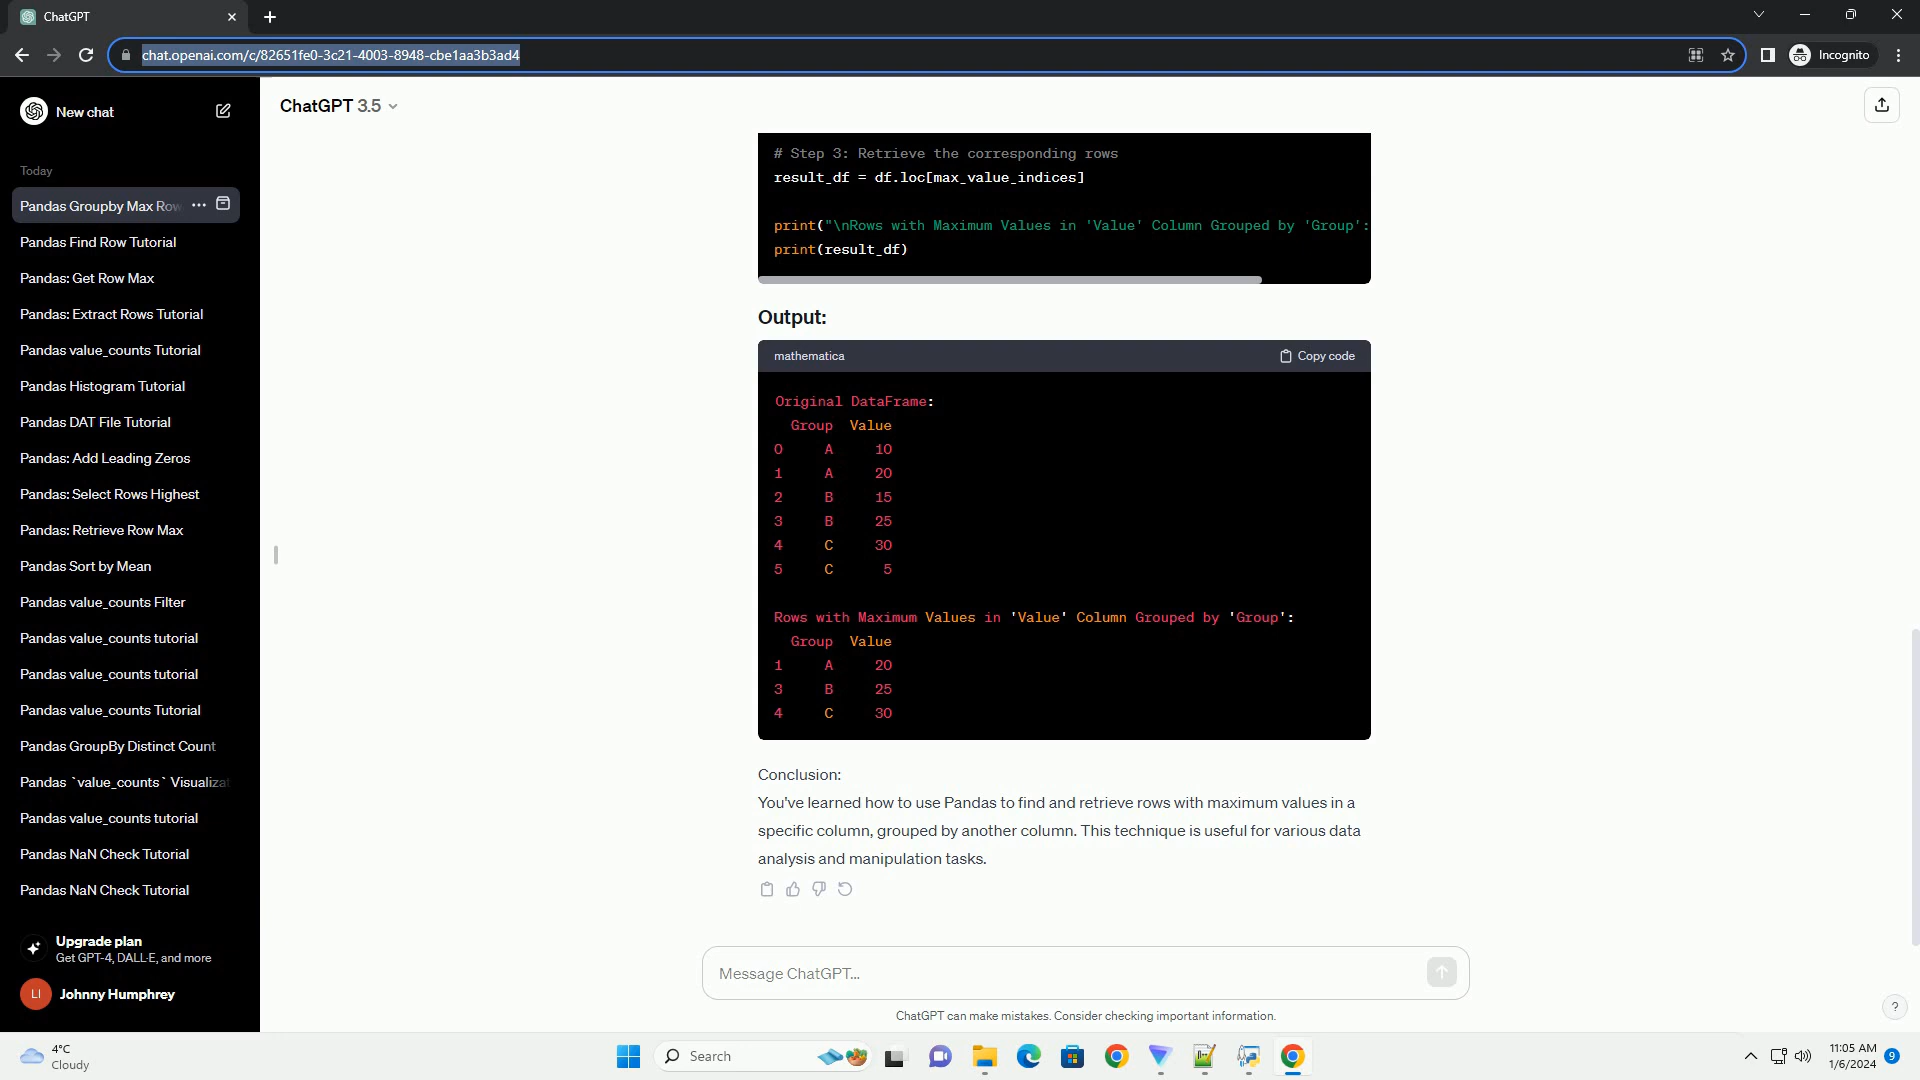 ChatGPT
chat.openai.com/c/82651fe0-3c21-4003-8948-cbe1aa3b3ad4
Incognito
New chat
ChatGPT 3.5
Today
Pandas Groupby Max Row
Pandas Find Row Tutorial
Pandas: Get Row Max
Pandas: Extract Rows Tutorial
Pandas value_counts Tutorial
Pandas Histogram Tutorial
Pandas DAT File Tutorial
Pandas: Add Leading Zeros
Pandas: Select Rows Highest
Pandas: Retrieve Row Max
Pandas Sort by Mean
Pandas value_counts Filter
Pandas value_counts tutorial
Pandas value_counts tutorial
Pandas value_counts Tutorial
Pandas GroupBy Distinct Count
Pandas `value_counts` Visualizat
Pandas value_counts tutorial
Pandas NaN Check Tutorial
Pandas NaN Check Tutorial
Upgrade plan
Get GPT-4, DALL·E, and more
LI
Johnny Humphrey
# Step 3: Retrieve the corresponding rows
result_df = df.loc[max_value_indices]
print("\nRows with Maximum Values in 'Value' Column Grouped by 'Group':
print(result_df)
Output:
mathematica
Copy code
Original DataFrame:
Group Value
0 A 10
1 A 20
2 B 15
3 B 25
4 C 30
5 C 5
Rows with Maximum Values in 'Value' Column Grouped by 'Group':
Group Value
1 A 20
3 B 25
4 C 30
Conclusion:
You've learned how to use Pandas to find and retrieve rows with maximum values in a
specific column, grouped by another column. This technique is useful for various data
analysis and manipulation tasks.
Message ChatGPT...
ChatGPT can make mistakes. Consider checking important information.
?
4°C
Cloudy
Search
11:05 AM
1/6/2024
9